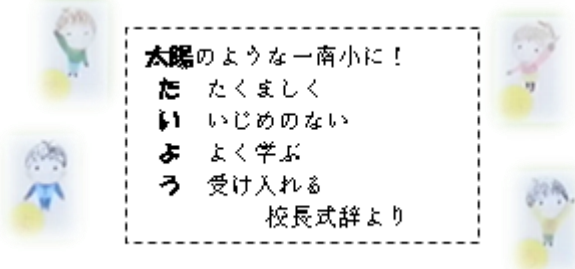 太陽のような一南小に！
た　たくましく
い　いじめのない
よ　よく学ぶ
う　受け入れる
校長式辞より